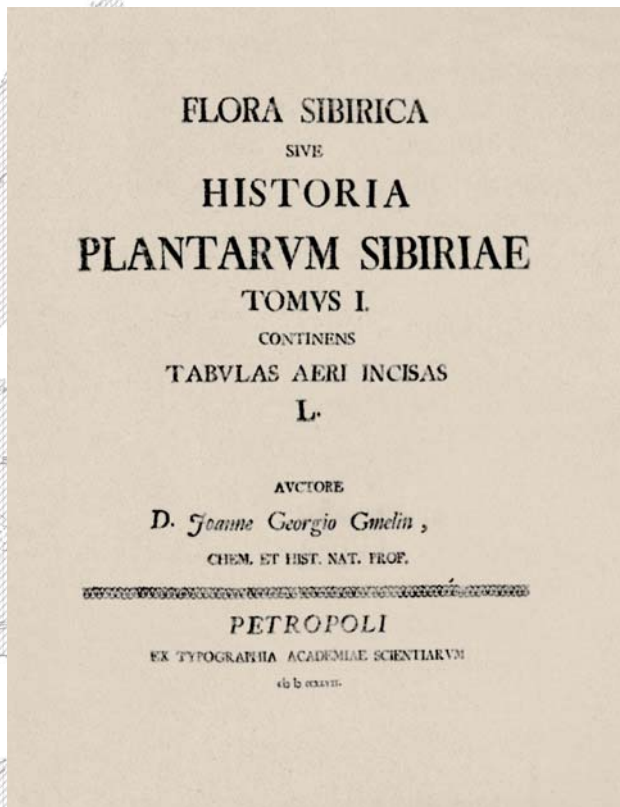 FLORA SIBIRICA
SIVE
HISTORIA
PLANTARVM SIBIRIAE
TOMVS I.
CONTINENS
TABVLAS AERI INCISAS
L.
AVCTORE
D. Joanne Georgio Gmelin,
CHEM. ET HIST. NAT. PROF.
PETROPOLI
EX TYPOGRAPHIA ACADEMIAE SCIENTIARVM